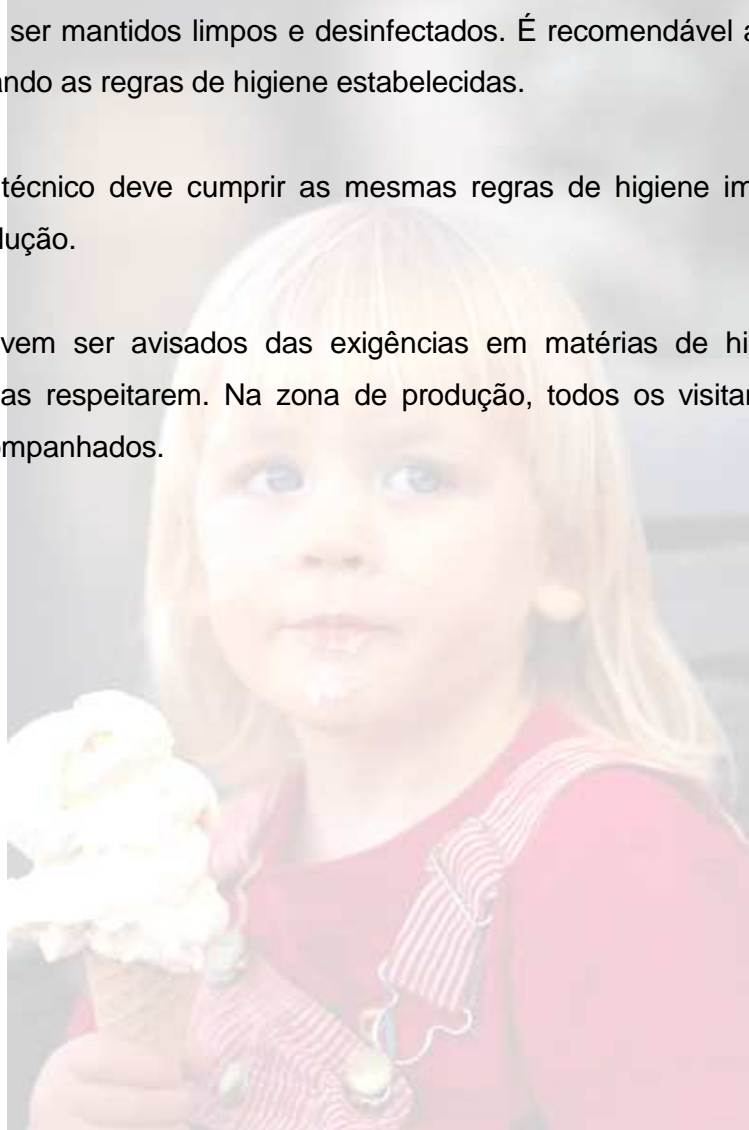 ser mantidos limpos e desinfectados. É recomendável
ando as regras de higiene estabelecidas.
técnico deve cumprir as mesmas regras de higiene im
lução.
vem ser avisados das exigências em matérias de hi
as respeitarem. Na zona de produção, todos os visitar
ompanhados.